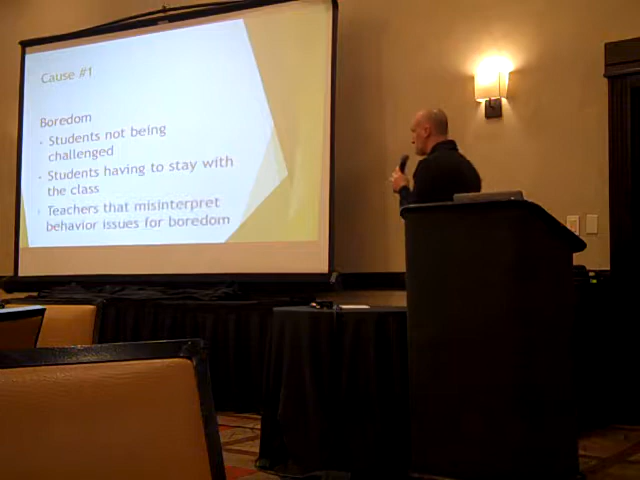 Cause #1
Boredom
- Students not being
challenged
- Students having to stay with
the class
- Teachers that misinterpret
behavior issues for boredom